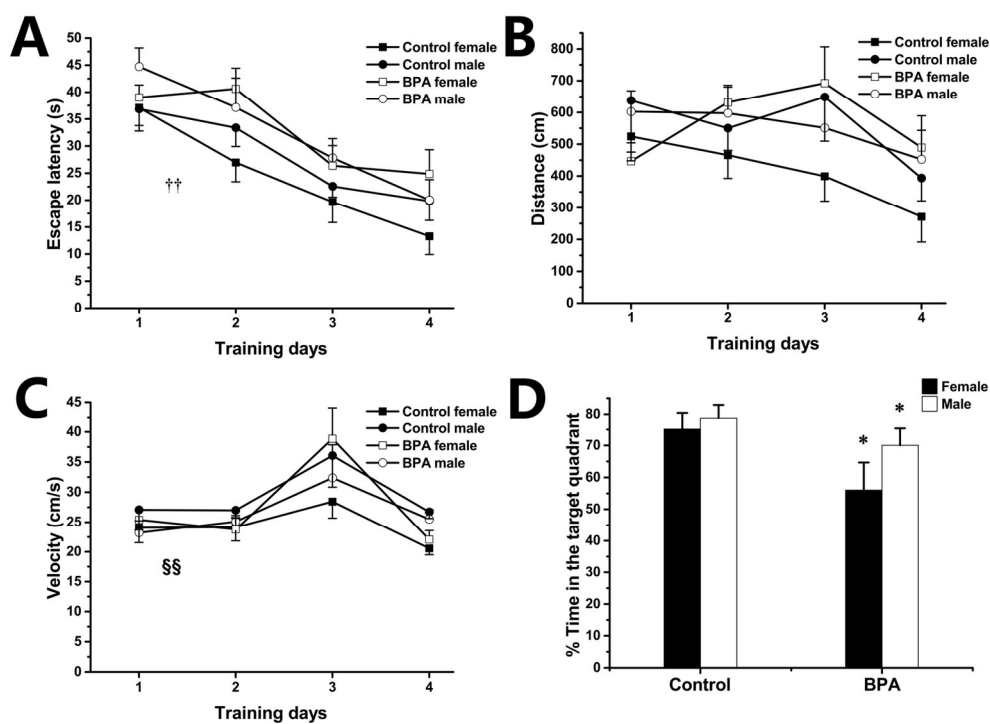 A
50
45
40
35
30
25
20
15
10
5
0
Escape latency (s)
Control female
Control male
BPA female
BPA male
††
1 2 3 4
Training days
B
800
700
600
500
400
300
200
100
0
Distance (cm)
Control female
Control male
BPA female
BPA male
1 2 3 4
Training days
C
45
40
35
30
25
20
15
10
5
0
Velocity (cm/s)
Control female
Control male
BPA female
BPA male
§§
1 2 3 4
Training days
D
Female
Male
80
70
60
50
40
30
20
10
0
% Time in the target quadrant
* *
Control BPA